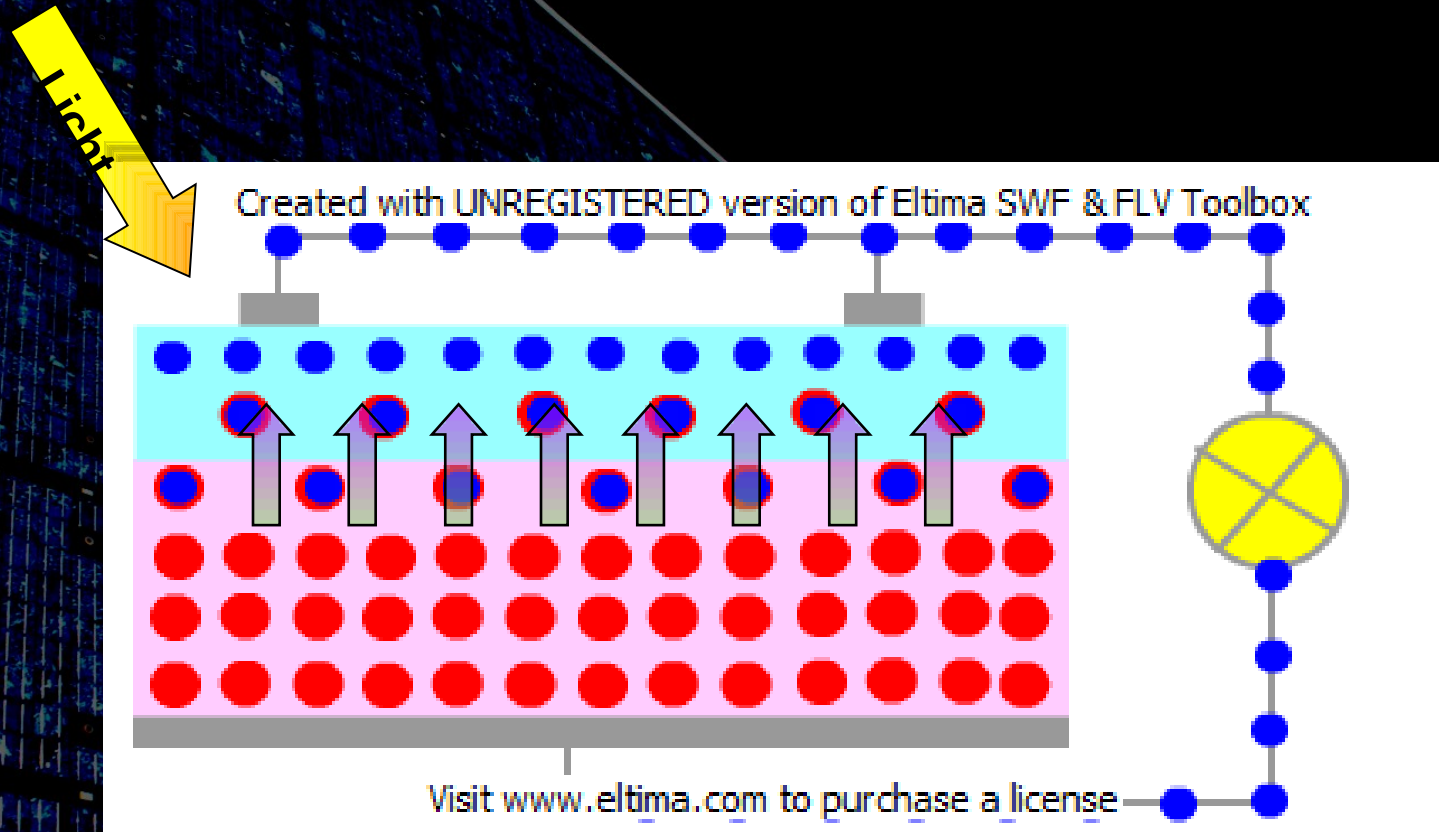 Licht
Created with UNREGISTERED version of Eltima SWF & FLV Toolbox
Visit www.eltima.com to purchase a license